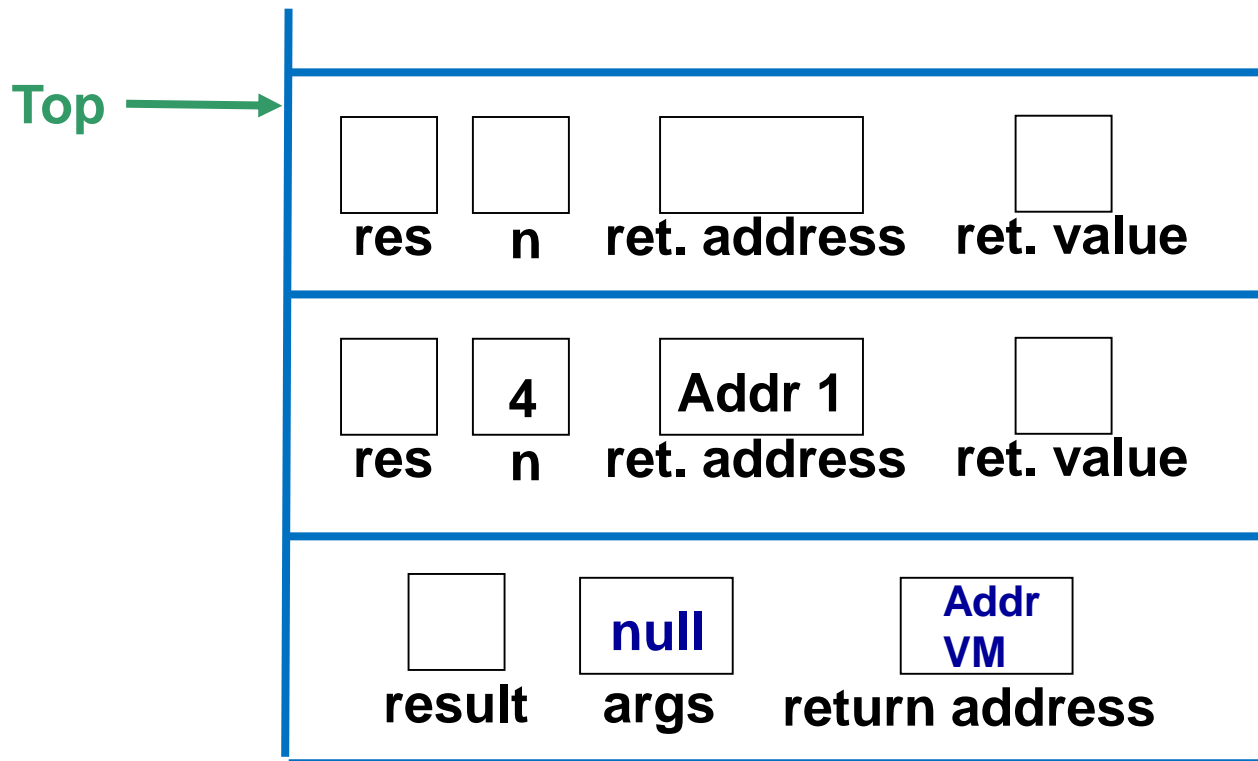 Top
res n ret. address ret. value
4 Addr 1
res n ret. address ret. value
null Addr
VM
result args return address